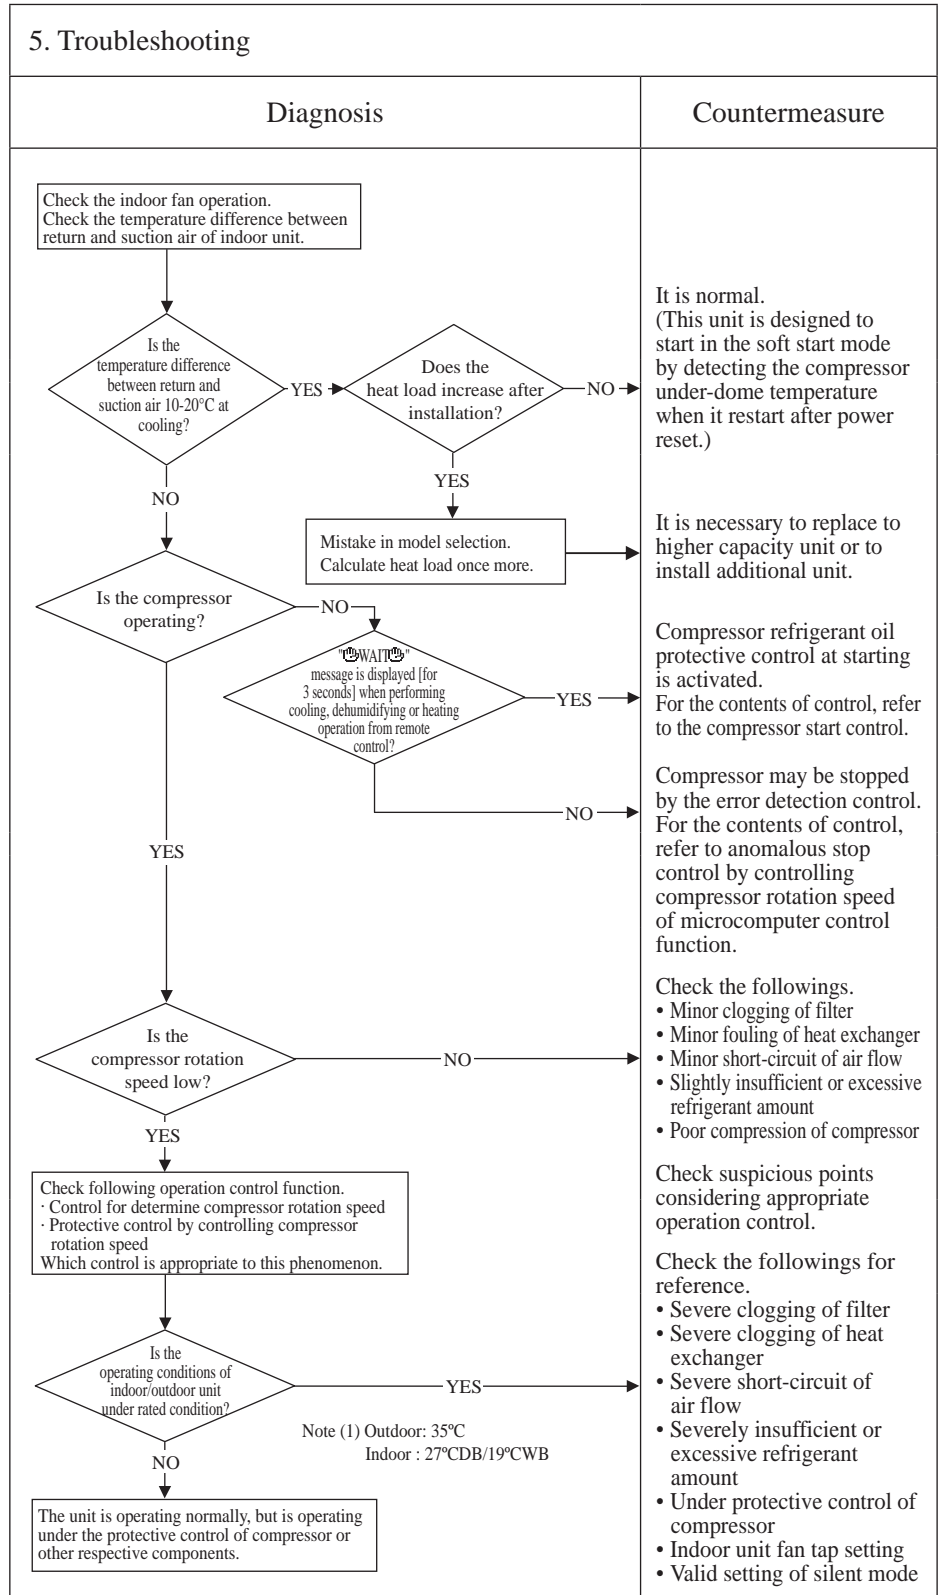 5. Troubleshooting
Diagnosis
Countermeasure
Check the indoor fan operation.
Check the temperature difference between
return and suction air of indoor unit.
Is the
temperature difference
between return and
suction air 10-20°C at
cooling?
YES
Does the
heat load increase after
installation?
NO
It is normal.
(This unit is designed to
start in the soft start mode
by detecting the compressor
under-dome temperature
when it restart after power
reset.)
NO
YES
Mistake in model selection.
Calculate heat load once more.
It is necessary to replace to
higher capacity unit or to
install additional unit.
Is the compressor
operating?
NO
"WAIT"
message is displayed [for
3 seconds] when performing
cooling, dehumidifying or heating
operation from remote
control?
YES
Compressor refrigerant oil
protective control at starting
is activated.
For the contents of control, refer
to the compressor start control.
NO
Compressor may be stopped
by the error detection control.
For the contents of control,
refer to anomalous stop
control by controlling
compressor rotation speed
of microcomputer control
function.
YES
Is the
compressor rotation
speed low?
NO
Check the followings.
• Minor clogging of filter
• Minor fouling of heat exchanger
• Minor short-circuit of air flow
• Slightly insufficient or excessive
refrigerant amount
• Poor compression of compressor
YES
Check following operation control function.
· Control for determine compressor rotation speed
· Protective control by controlling compressor
rotation speed
Which control is appropriate to this phenomenon.
Check suspicious points
considering appropriate
operation control.
Is the
operating conditions of
indoor/outdoor unit
under rated condition?
YES
Note (1) Outdoor: 35ºC
Indoor : 27ºCDB/19ºCWB
Check the followings for
reference.
• Severe clogging of filter
• Severe clogging of heat
exchanger
• Severe short-circuit of
air flow
• Severely insufficient or
excessive refrigerant
amount
• Under protective control of
compressor
• Indoor unit fan tap setting
• Valid setting of silent mode
NO
The unit is operating normally, but is operating
under the protective control of compressor or
other respective components.